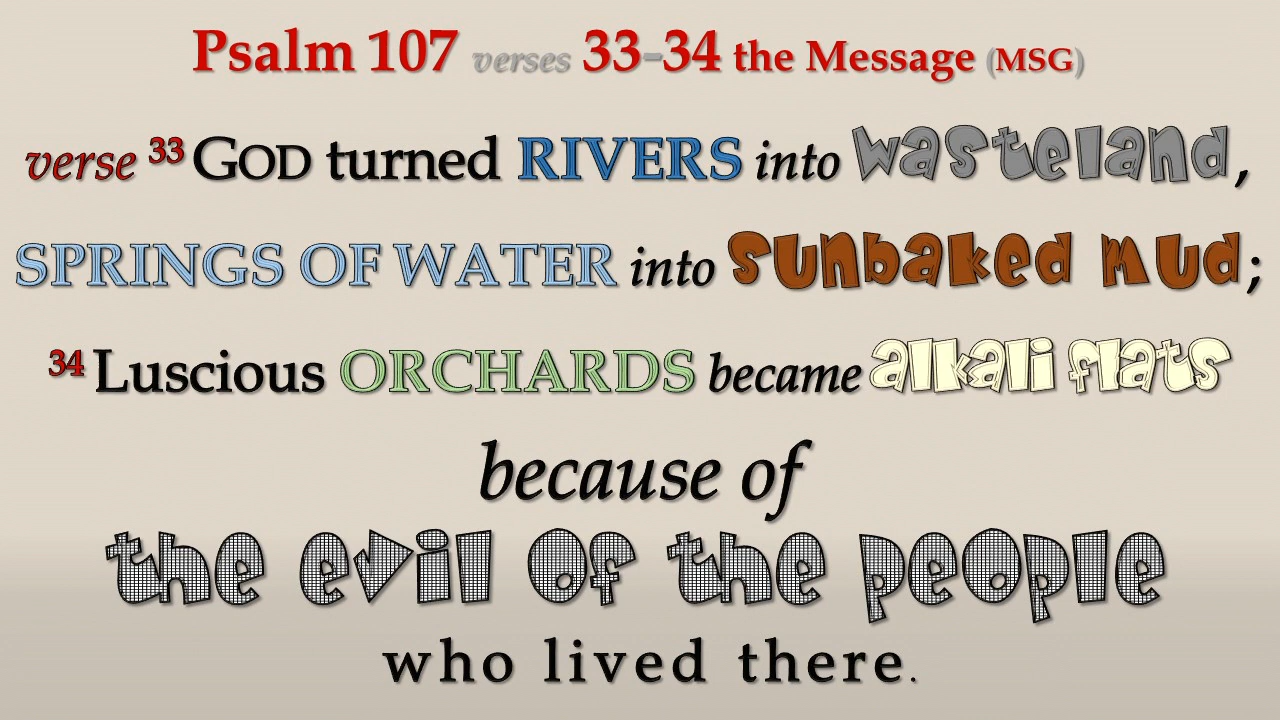 Psalm 107 verses 33-34 the Message (MSG)
verse 33 GOD turned RIVERS into wasteland,
SPRINGS OF WATER into sunbaked mud;
34 Luscious ORCHARDS became alkali flats
because of
the evil of the people
who lived there.